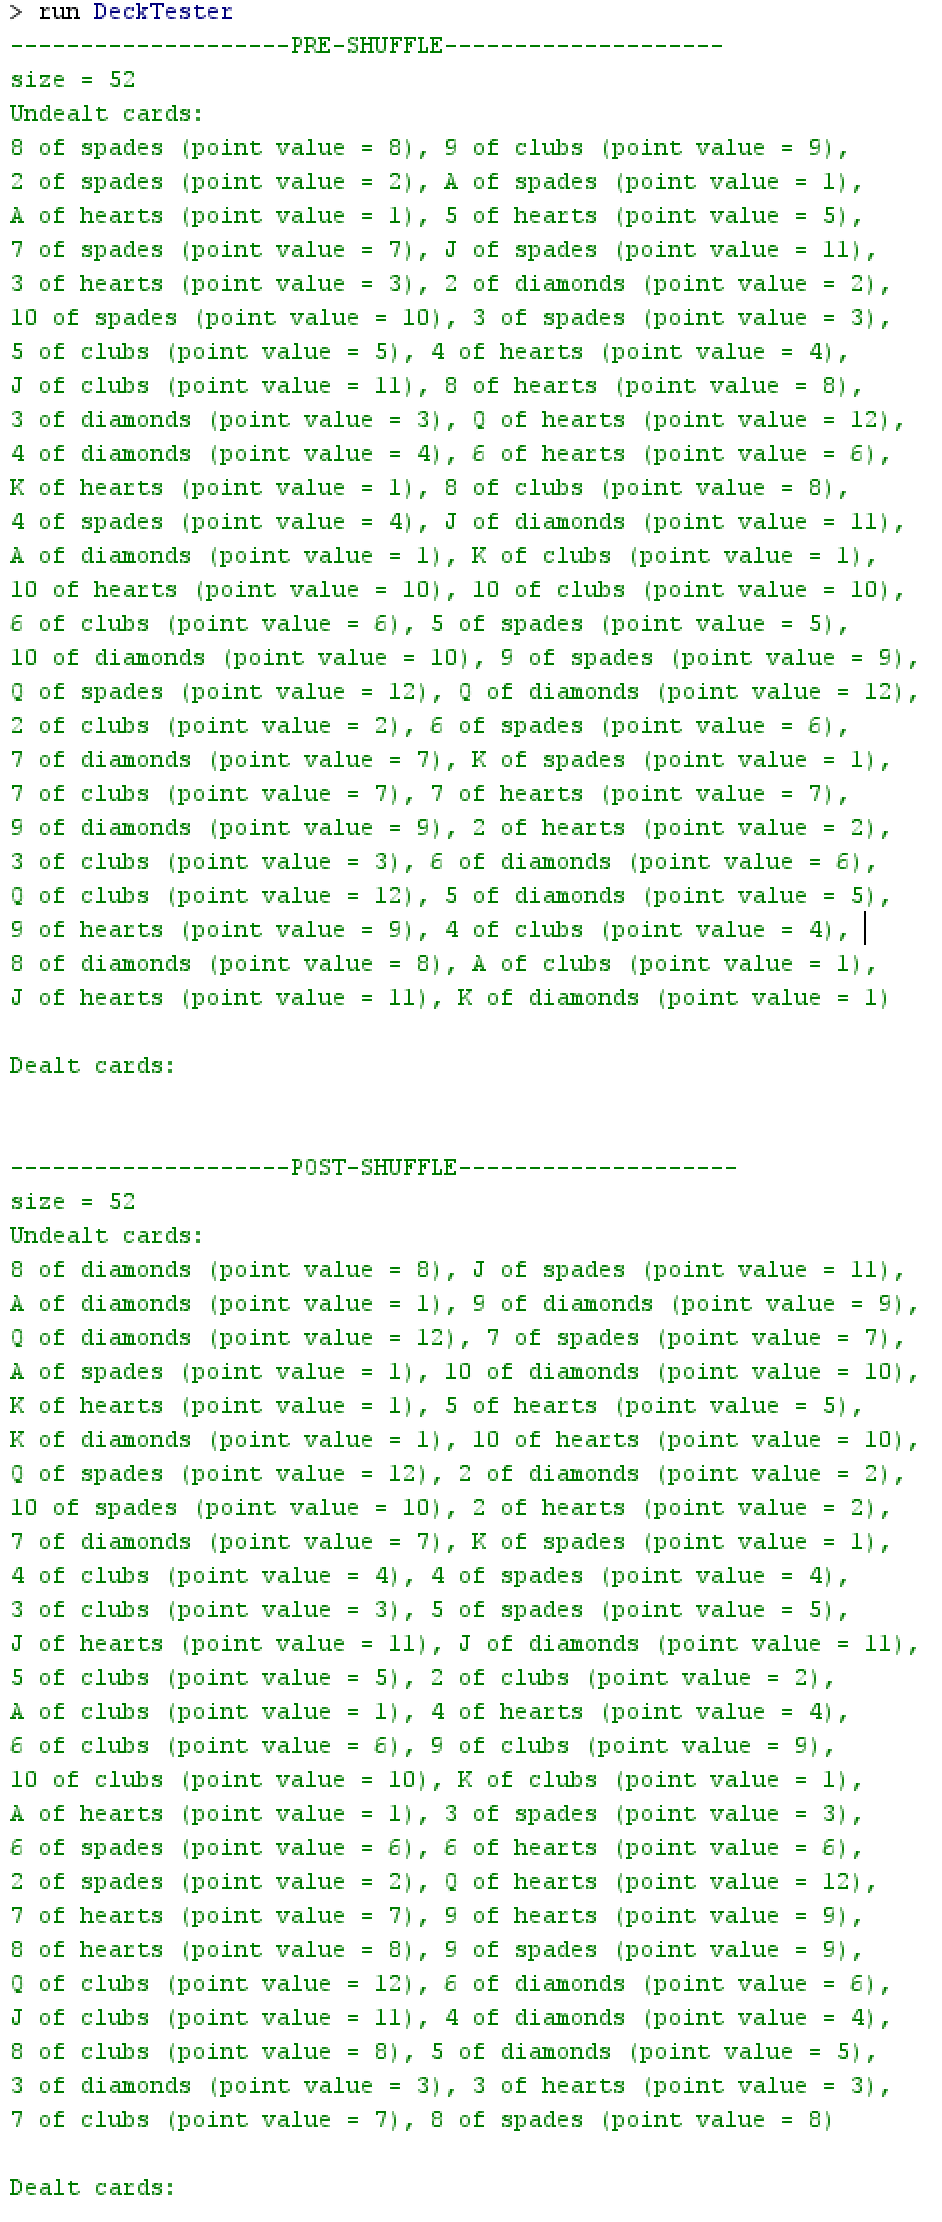 > run DeckTester
--------------------PRE-SHUFFLE--------------------
size = 52
Undealt cards:
8 of spades (point value = 8), 9 of clubs (point value = 9),
2 of spades (point value = 2), A of spades (point value = 1),
A of hearts (point value = 1), 5 of hearts (point value = 5),
7 of spades (point value = 7), J of spades (point value = 11),
3 of hearts (point value = 3), 2 of diamonds (point value = 2),
10 of spades (point value = 10), 3 of spades (point value = 3),
5 of clubs (point value = 5), 4 of hearts (point value = 4),
J of clubs (point value = 11), 8 of hearts (point value = 8),
3 of diamonds (point value = 3), Q of hearts (point value = 12),
4 of diamonds (point value = 4), 6 of hearts (point value = 6),
K of hearts (point value = 1), 8 of clubs (point value = 8),
4 of spades (point value = 4), J of diamonds (point value = 11),
A of diamonds (point value = 1), K of clubs (point value = 1),
10 of hearts (point value = 10), 10 of clubs (point value = 10),
6 of clubs (point value = 6), 5 of spades (point value = 5),
10 of diamonds (point value = 10), 9 of spades (point value = 9),
Q of spades (point value = 12), Q of diamonds (point value = 12),
2 of clubs (point value = 2), 6 of spades (point value = 6),
7 of diamonds (point value = 7), K of spades (point value = 1),
7 of clubs (point value = 7), 7 of hearts (point value = 7),
9 of diamonds (point value = 9), 2 of hearts (point value = 2),
3 of clubs (point value = 3), 6 of diamonds (point value = 6),
Q of clubs (point value = 12), 5 of diamonds (point value = 5),
9 of hearts (point value = 9), 4 of clubs (point value = 4),
8 of diamonds (point value = 8), A of clubs (point value = 1),
J of hearts (point value = 11), K of diamonds (point value = 1)
Dealt cards:
--------------------POST-SHUFFLE--------------------
size = 52
Undealt cards:
8 of diamonds (point value = 8), J of spades (point value = 11),
A of diamonds (point value = 1), 9 of diamonds (point value = 9),
Q of diamonds (point value = 12), 7 of spades (point value = 7),
A of spades (point value = 1), 10 of diamonds (point value = 10),
K of hearts (point value = 1), 5 of hearts (point value = 5),
K of diamonds (point value = 1), 10 of hearts (point value = 10),
Q of spades (point value = 12), 2 of diamonds (point value = 2),
10 of spades (point value = 10), 2 of hearts (point value = 2),
7 of diamonds (point value = 7), K of spades (point value = 1),
4 of clubs (point value = 4), 4 of spades (point value = 4),
3 of clubs (point value = 3), 5 of spades (point value = 5),
J of hearts (point value = 11), J of diamonds (point value = 11),
5 of clubs (point value = 5), 2 of clubs (point value = 2),
A of clubs (point value = 1), 4 of hearts (point value = 4),
6 of clubs (point value = 6), 9 of clubs (point value = 9),
10 of clubs (point value = 10), K of clubs (point value = 1),
A of hearts (point value = 1), 3 of spades (point value = 3),
6 of spades (point value = 6), 6 of hearts (point value = 6),
2 of spades (point value = 2), Q of hearts (point value = 12),
7 of hearts (point value = 7), 9 of hearts (point value = 9),
8 of hearts (point value = 8), 9 of spades (point value = 9),
Q of clubs (point value = 12), 6 of diamonds (point value = 6),
J of clubs (point value = 11), 4 of diamonds (point value = 4),
8 of clubs (point value = 8), 5 of diamonds (point value = 5),
3 of diamonds (point value = 3), 3 of hearts (point value = 3),
7 of clubs (point value = 7), 8 of spades (point value = 8)
Dealt cards: